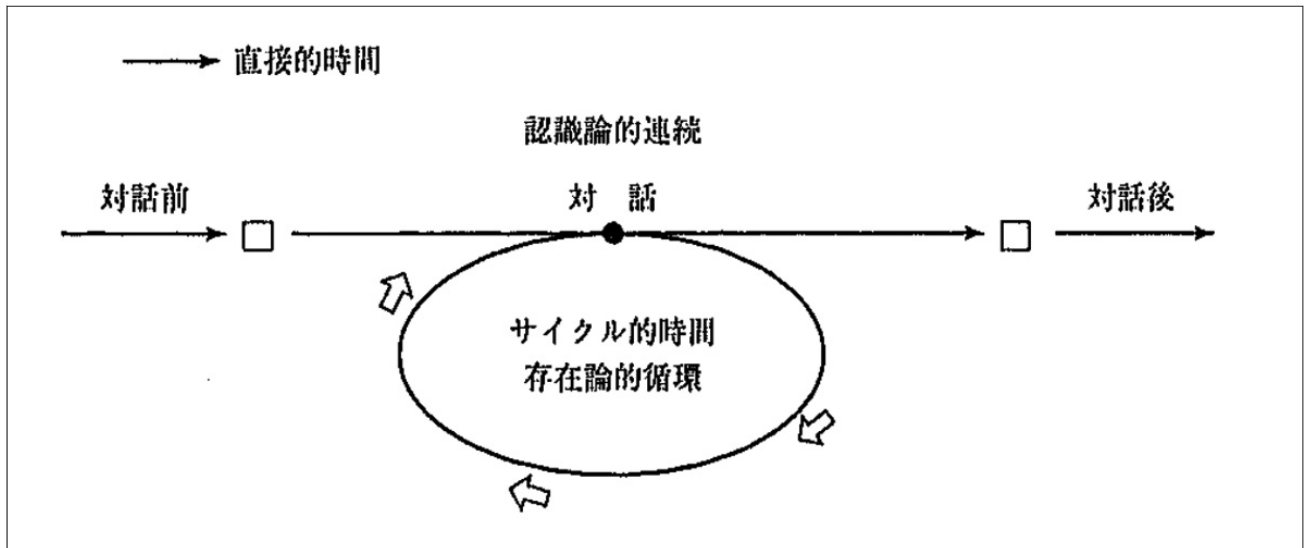 直接的時間
認識論的連続
対話前
対 話
対話後
サイクル的時間
存在論的循環